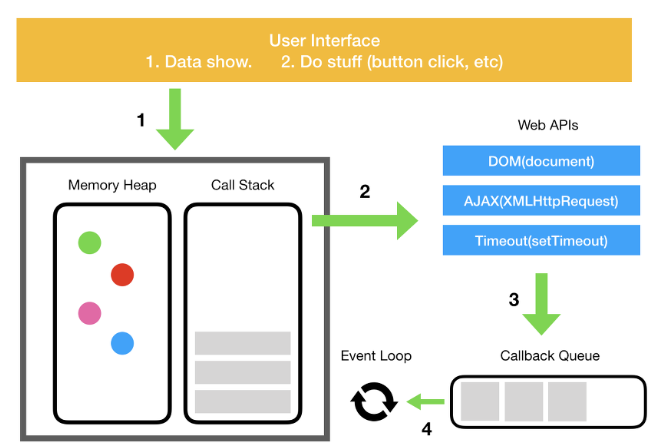 User Interface
1. Data show. 2. Do stuff (button click, etc)
1
Web APIs
DOM(document)
AJAX(XMLHttpRequest)
Timeout(setTimeout)
Memory Heap
Call Stack
2
3
Event Loop
Callback Queue
4